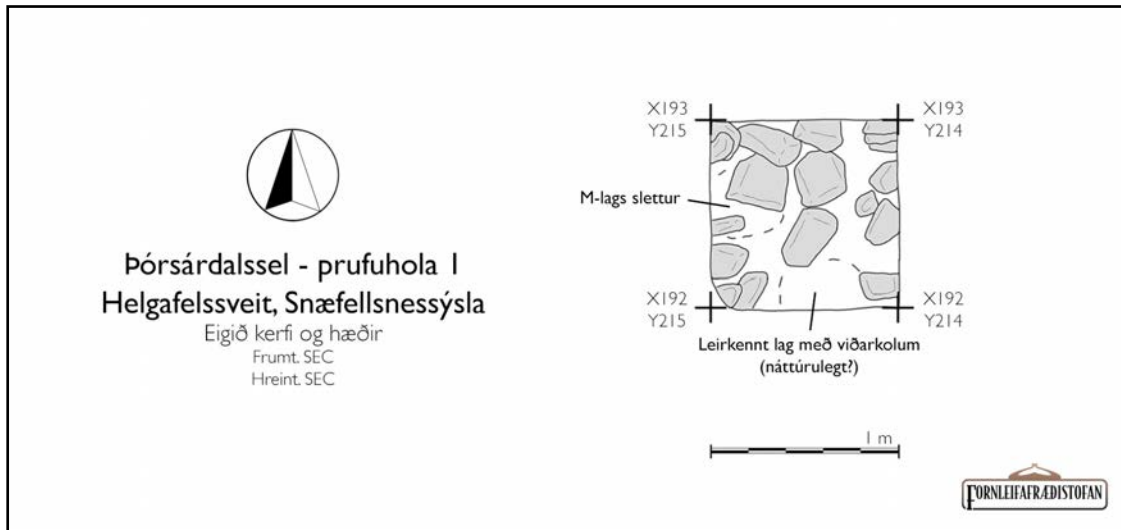 Þórsárdalssel - prufuhola 1
Helgafelssveit, Snæfellsnessýsla
Eigið kerfi og hæðir
Frumt. SEC
Hreint. SEC
X193
Y215
X193
Y214
M-lags slettur
X192
Y215
X192
Y214
Leirkennt lag með viðarkolum
(náttúrulegt?)
1 m
FORNLEIFAFRÆÐISTOFAN